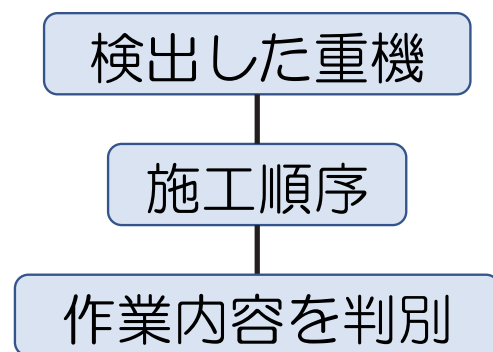 検出した重機
施工順序
作業内容を判別